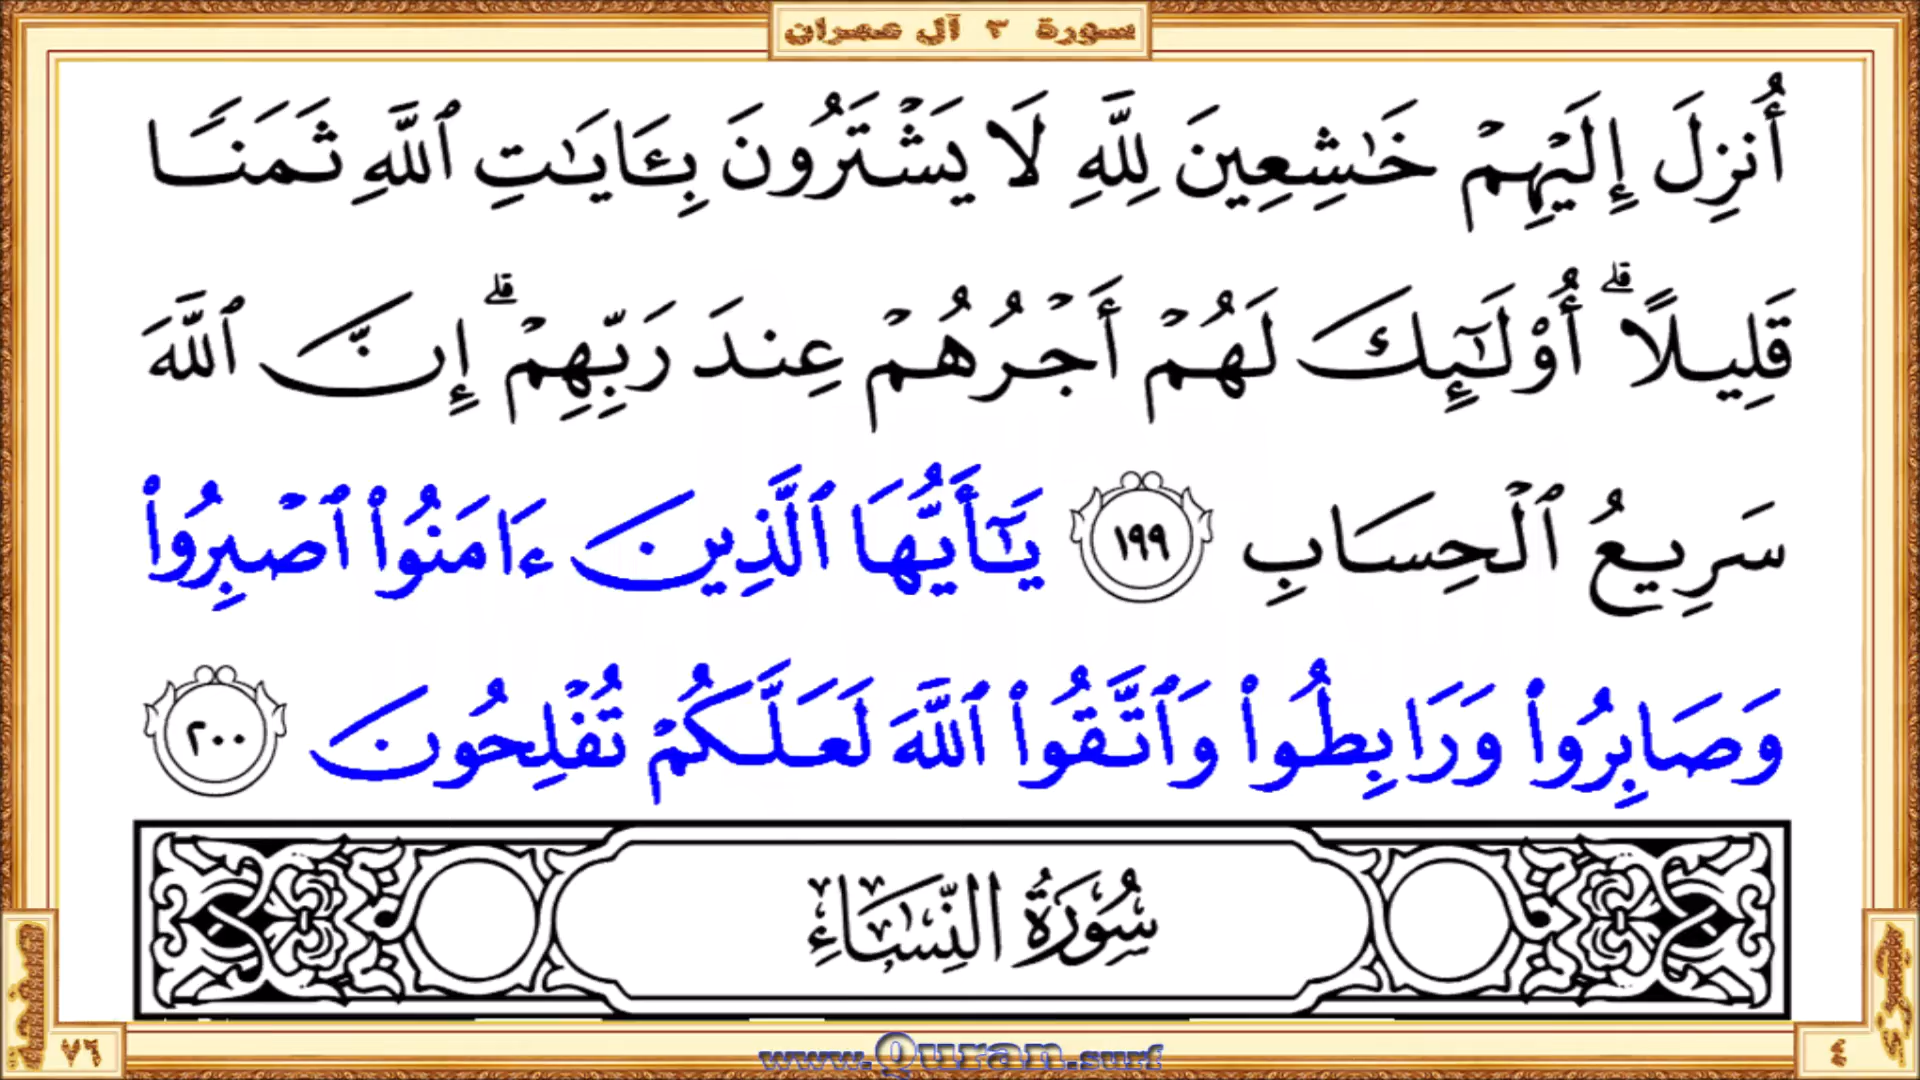 سورة ٣ آل عمران
أُنزِلَ إِلَيۡهِمۡ خَٰشِعِينَ لِلَّهِ لَا يَشۡتَرُونَ بِـَٔايَٰتِ ٱللَّهِ ثَمَنٗا
قَلِيلًاۗ أُوْلَٰٓئِكَ لَهُمۡ أَجۡرُهُمۡ عِندَ رَبِّهِمۡۗ إِنَّ ٱللَّهَ
سَرِيعُ ٱلۡحِسَابِ ١٩٩ يَٰٓأَيُّهَا ٱلَّذِينَ ءَامَنُواْ ٱصۡبِرُواْ
وَصَابِرُواْ وَرَابِطُواْ وَٱتَّقُواْ ٱللَّهَ لَعَلَّكُمۡ تُفۡلِحُونَ ٢٠٠
سُورَةُ النِّسَاءِ
صفحة
٧٦
٤
www.Quran.surf